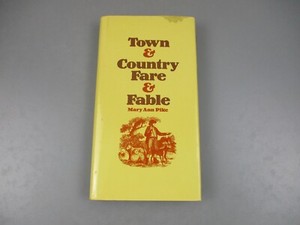 Town
&
Country
Fare
&
Fable
Mary Ann Pike